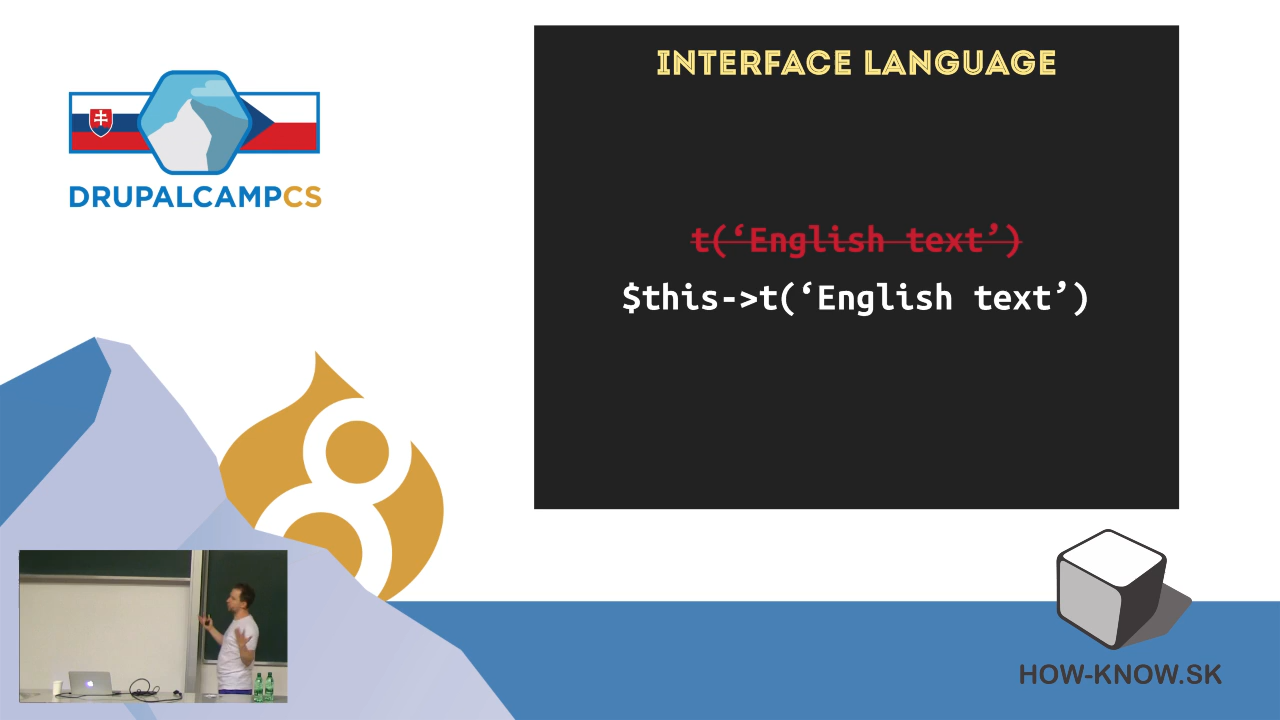 INTERFACE LANGUAGE
DRUPALCAMPCS
t(‘English text’)
$this->t(‘English text’)
HOW-KNOW.SK